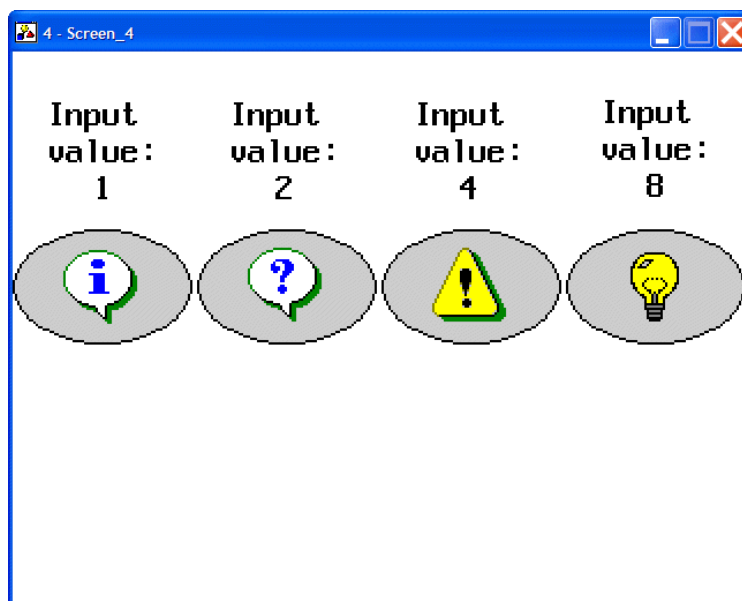 4 - Screen_4
Input
value:
1
Input
value:
2
Input
value:
4
Input
value:
8
i
?
!